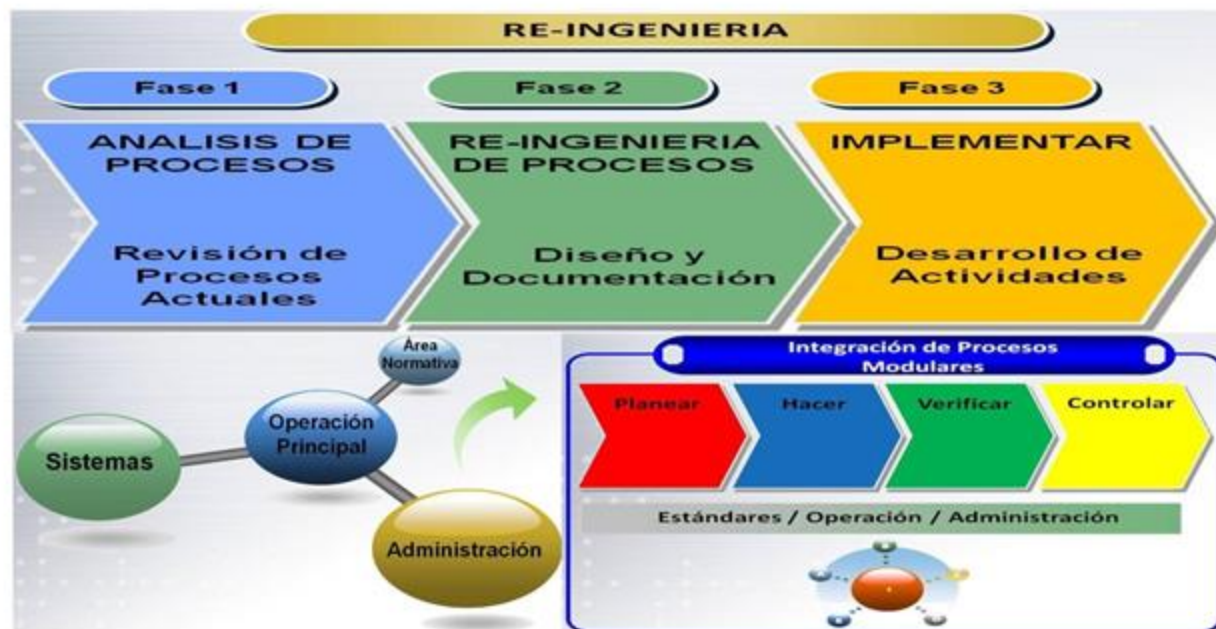 RE-INGENIERIA
Fase 1
Fase 2
Fase 3
ANALISIS DE
PROCESOS
Revisión de
Procesos
Actuales
RE-INGENIERIA
DE PROCESOS
Diseño y
Documentación
IMPLEMENTAR
Desarrollo de
Actividades
Área
Normativa
Operación
Principal
Sistemas
Administración
Integración de Procesos
Modulares
Planear
Hacer
Verificar
Controlar
Estándares / Operación / Administración